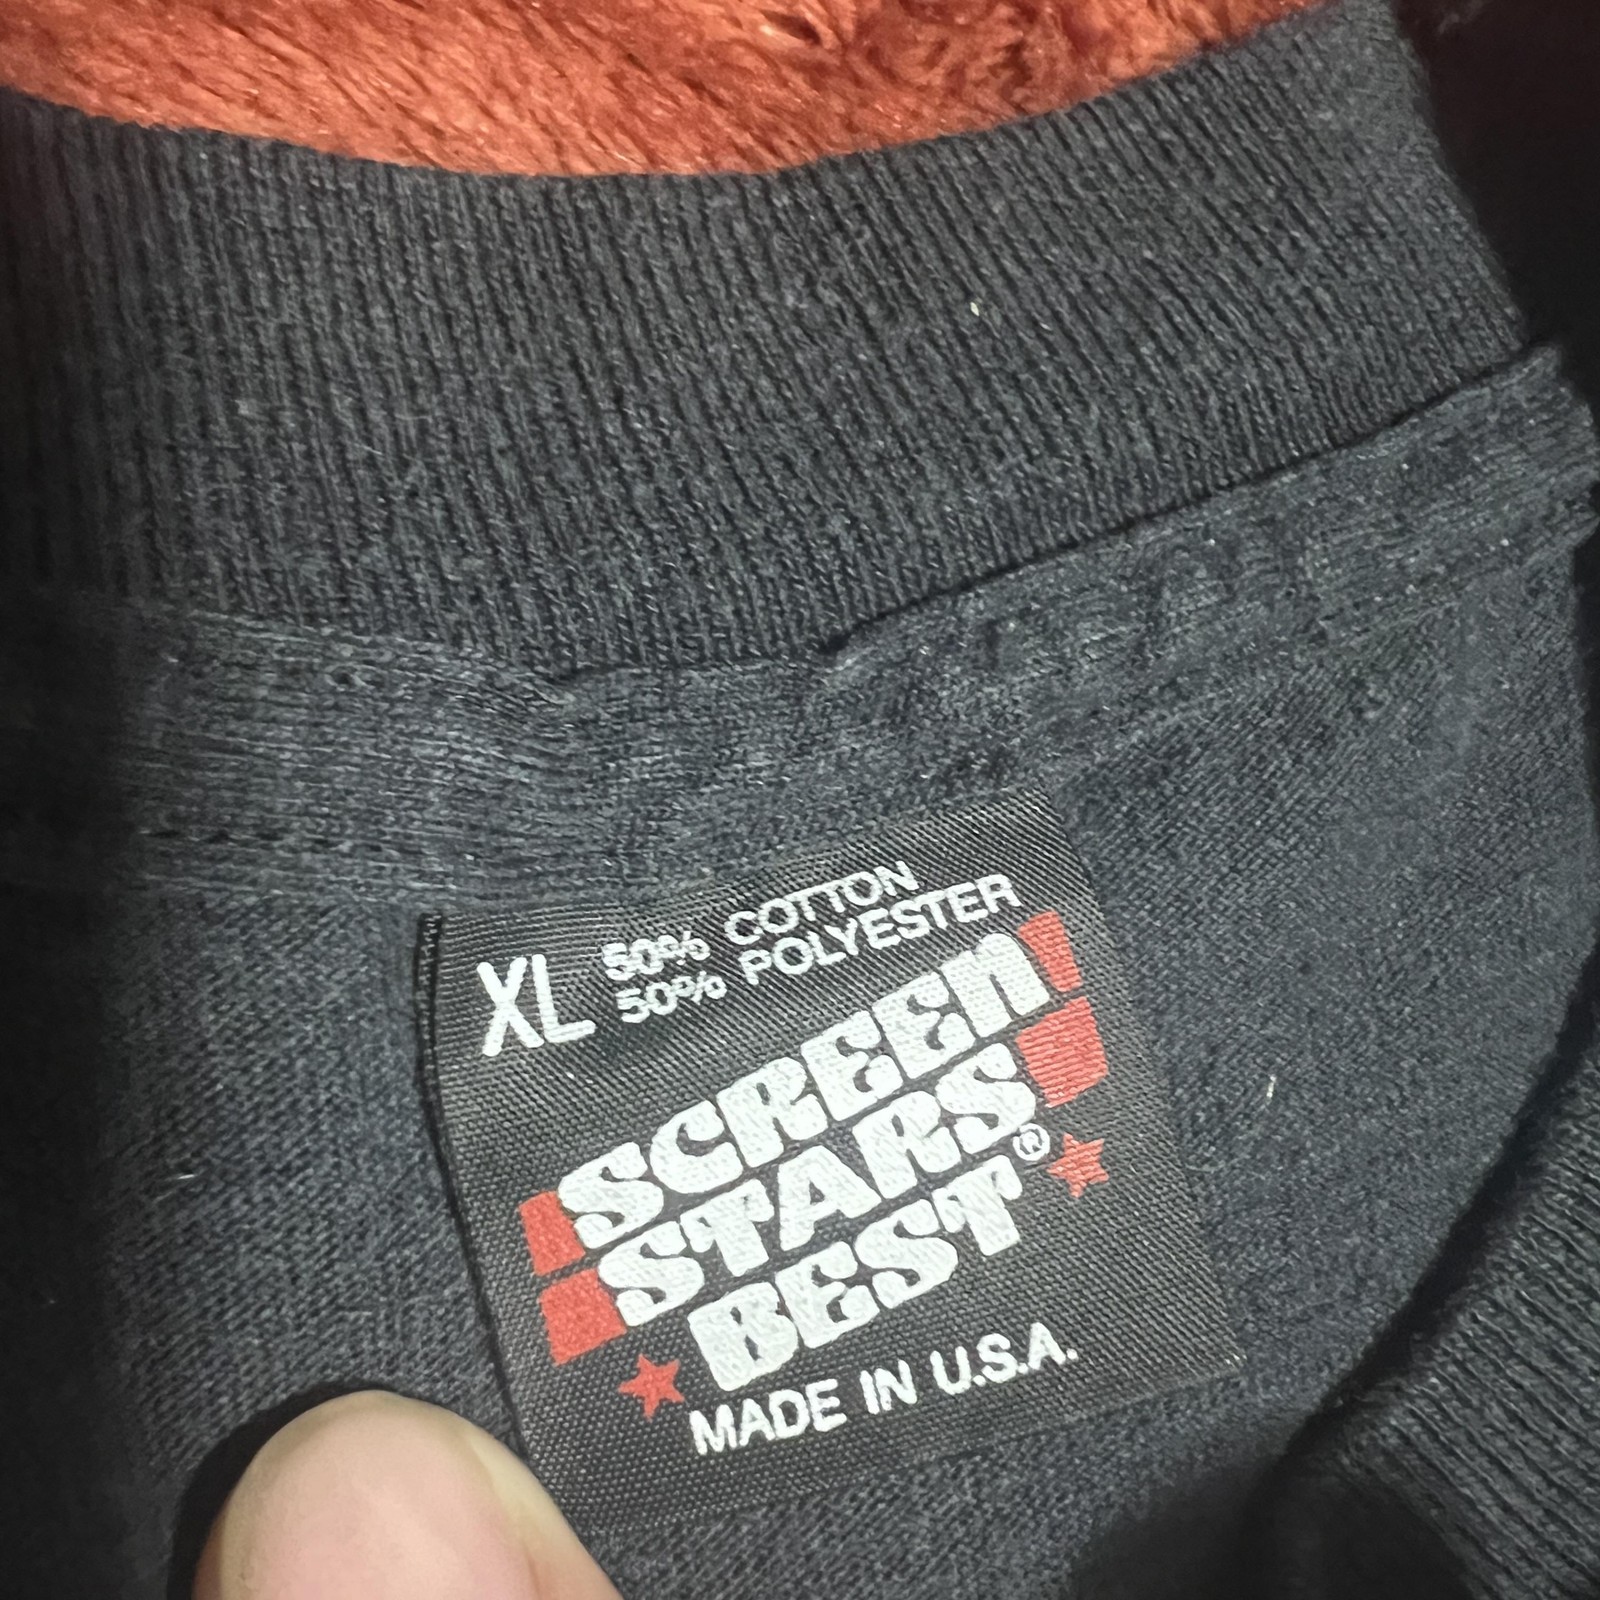 XL
50% COTTON
50% POLYESTER
SCREEN
STARS
BEST®
MADE IN U.S.A.